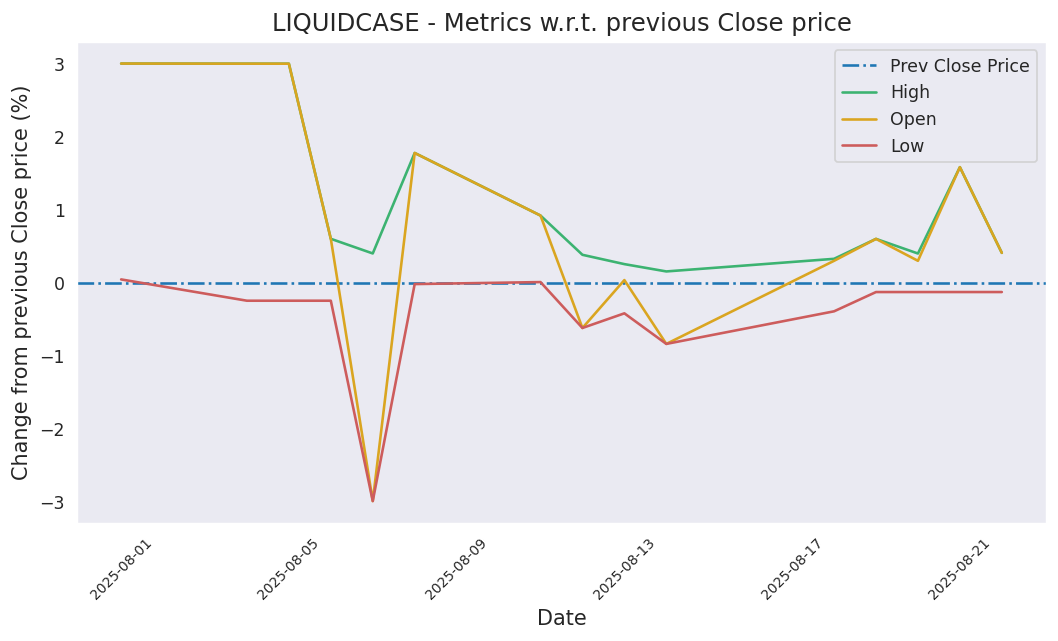 LIQUIDCASE - Metrics w.r.t. previous Close price
Change from previous Close price (%)
3
2
1
0
−1
−2
−3
Prev Close Price
High
Open
Low
2025-08-01
2025-08-05
2025-08-09
2025-08-13
2025-08-17
2025-08-21
Date